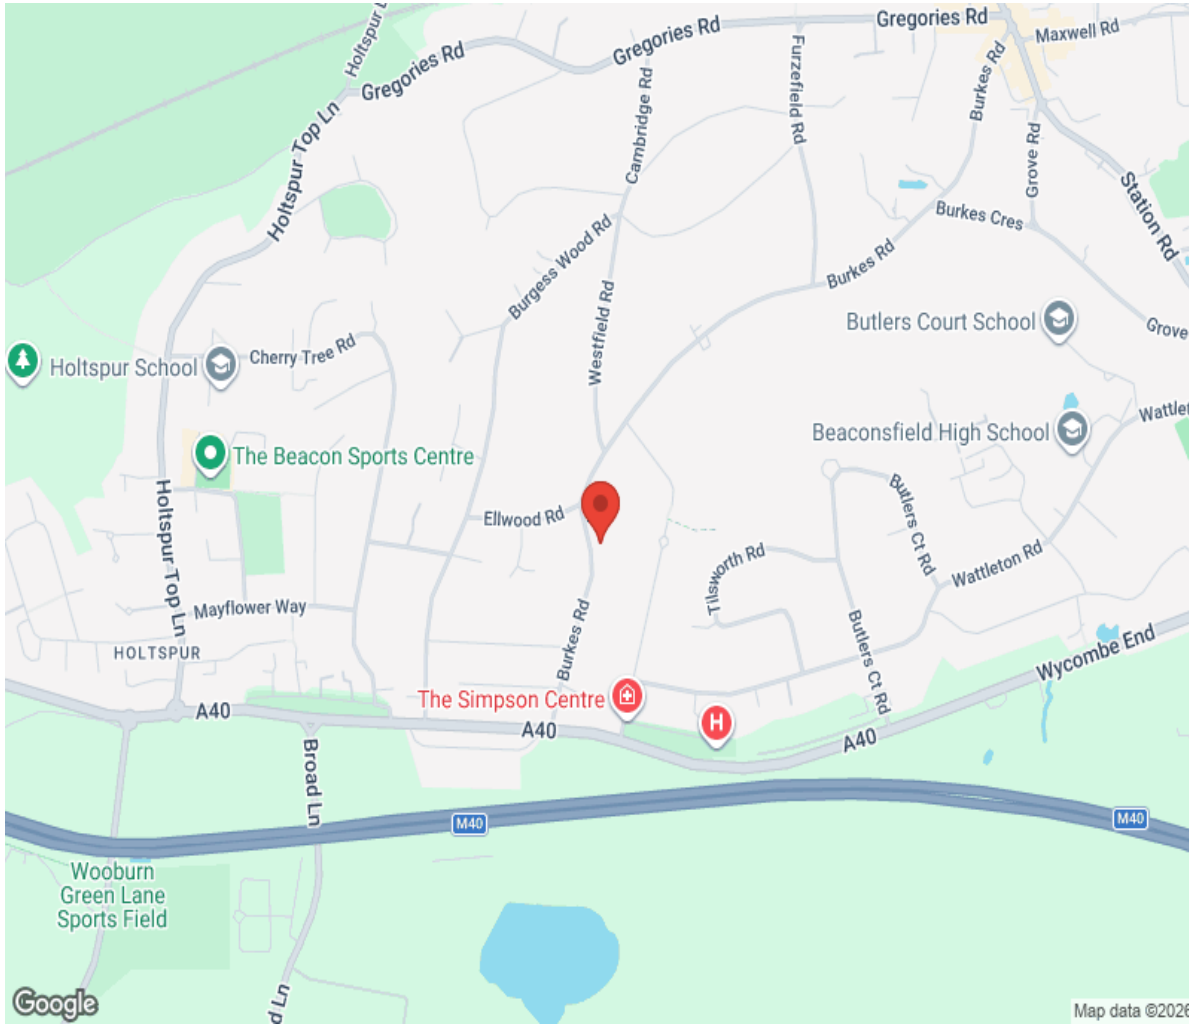 Holtspur L
Gregories Rd
Gregories Rd
Gregories Rd
Maxwell Rd
Furzefield Rd
Burkes Rd
Cambridge Rd
Holtspur Top Ln
Grove Rd
Station Rd
Burkes Cres
Burgess Wood Rd
Burkes Rd
Westfield Rd
Butlers Court School
Grove
Cherry Tree Rd
Holtspur School
Wattle
Beaconsfield High School
The Beacon Sports Centre
Holtspur Top Ln
Butlers Ct Rd
Ellwood Rd
Tilsworth Rd
Wattleton Rd
Mayflower Way
Burkes Rd
Butlers Ct Rd
HOLTSPUR
Wycombe End
The Simpson Centre
H
A40
A40
A40
Broad Ln
M40
M40
Wooburn
Green Lane
Sports Field
d Ln
Google
Map data ©2026